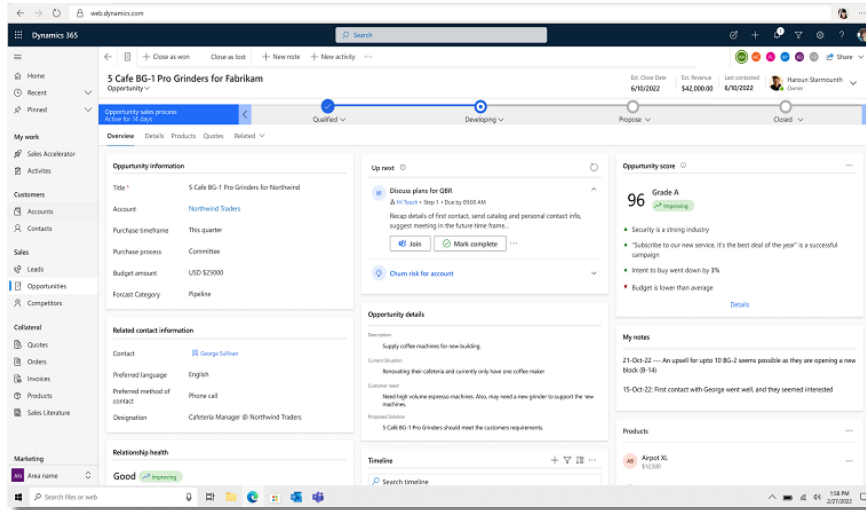 web.dynamics.com
Dynamics 365
Search
Close as won
Close as lost
+ New note
+ New activity
Share
5 Cafe BG-1 Pro Grinders for Fabrikam
Opportunity
Est. Close Date
6/10/2022
Est. Revenue
$42,000.00
Last contacted
6/10/2022
Haroun Starmounth
Owner
Opportunity sales process
Active for 14 days
Qualified
Developing
Propose
Closed
Overview
Details
Products
Quotes
Related
Home
Recent
Pinned
My work
Sales Accelerator
Activites
Customers
Accounts
Contacts
Sales
Leads
Opportunities
Competitors
Collateral
Quotes
Orders
Invoices
Products
Sales Literature
Marketing
AN Area name
Opportunity information
Title * 5 Cafe BG-1 Pro Grinders for Northwind
Account Northwind Traders
Purchase timeframe This quarter
Purchase process Committee
Budget amount USD $25000
Forcast Category Pipeline
Related contact information
Contact George Sullivan
Preferred language English
Preferred method of contact Phone call
Designation Cafeteria Manager @ Northwind Traders
Relationship health
Good Improving
Up next
Discuss plans for QBR
Hi Touch • Step 1 • Due by 09:00 AM
Recap details of first contact, send catalog and personal contact info,
suggest meeting in the future time frame...
Join
Mark complete
Churn risk for account
Opportunity details
Description
Supply coffee machines for new building.
Current Situation
Renovating their cafeteria and currently only have one coffee maker
Customer need
Need high volume espresso machines. Also, may need a new grinder to support the new
machines.
Proposed Solution
5 Café BG-1 Pro Grinders should meet the customers requirements.
Timeline
Search timeline
Opportunity score
96
Grade A
Improving
Security is a strong industry
"Subscribe to our new service, it's the best deal of the year" is a successful
campaign
Intent to buy went down by 3%
Budget is lower than average
Details
My notes
21-Oct-22 --- An upsell for upto 10 BG-2 seems possible as they are opening a new
block (B-14)
15-Oct-22: First contact with George went well, and they seemed interested
Products
AB Airpot XL
$12,500
Search files or web
1:58 PM
2/27/2022